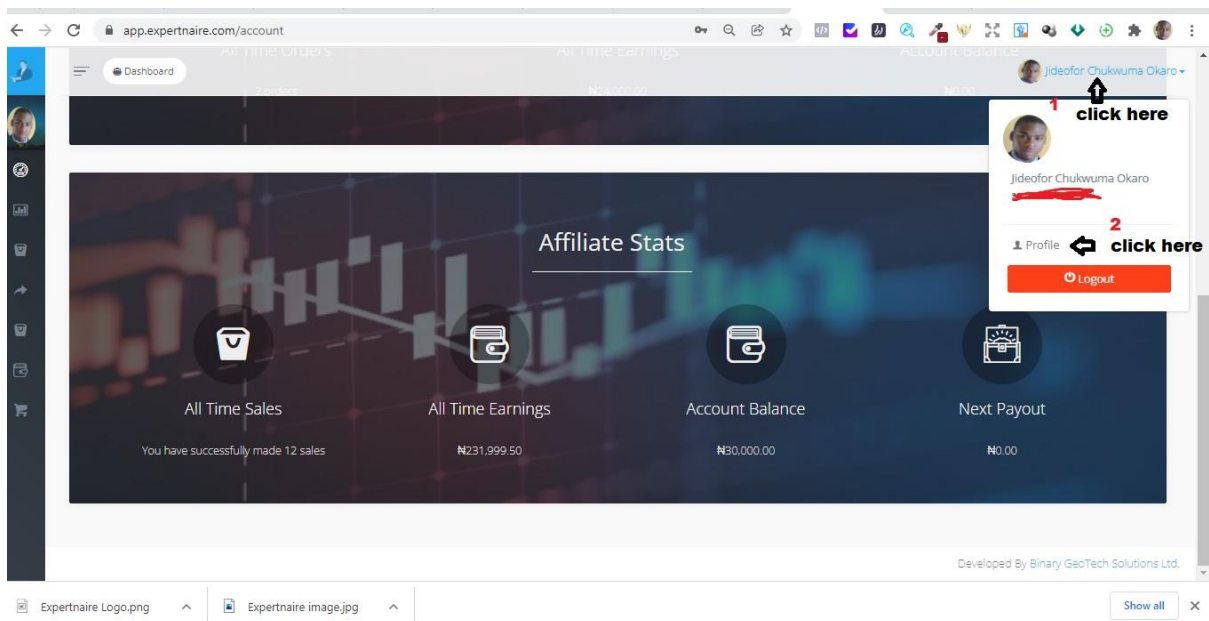 app.expertnaire.com/account
All Time Orders
All Time Earnings
Account Balance
Dashboard
Jideofor Chukwuma Okaro
orders
₦0.00
1
click here
Jideofor Chukwuma Okaro
2
Profile
click here
Logout
Affiliate Stats
All Time Sales
All Time Earnings
Account Balance
Next Payout
You have successfully made 12 sales
₦231,999.50
₦30,000.00
₦0.00
Developed By Binary GeoTech Solutions Ltd.
Expertnaire Logo.png
Expertnaire image.jpg
Show all